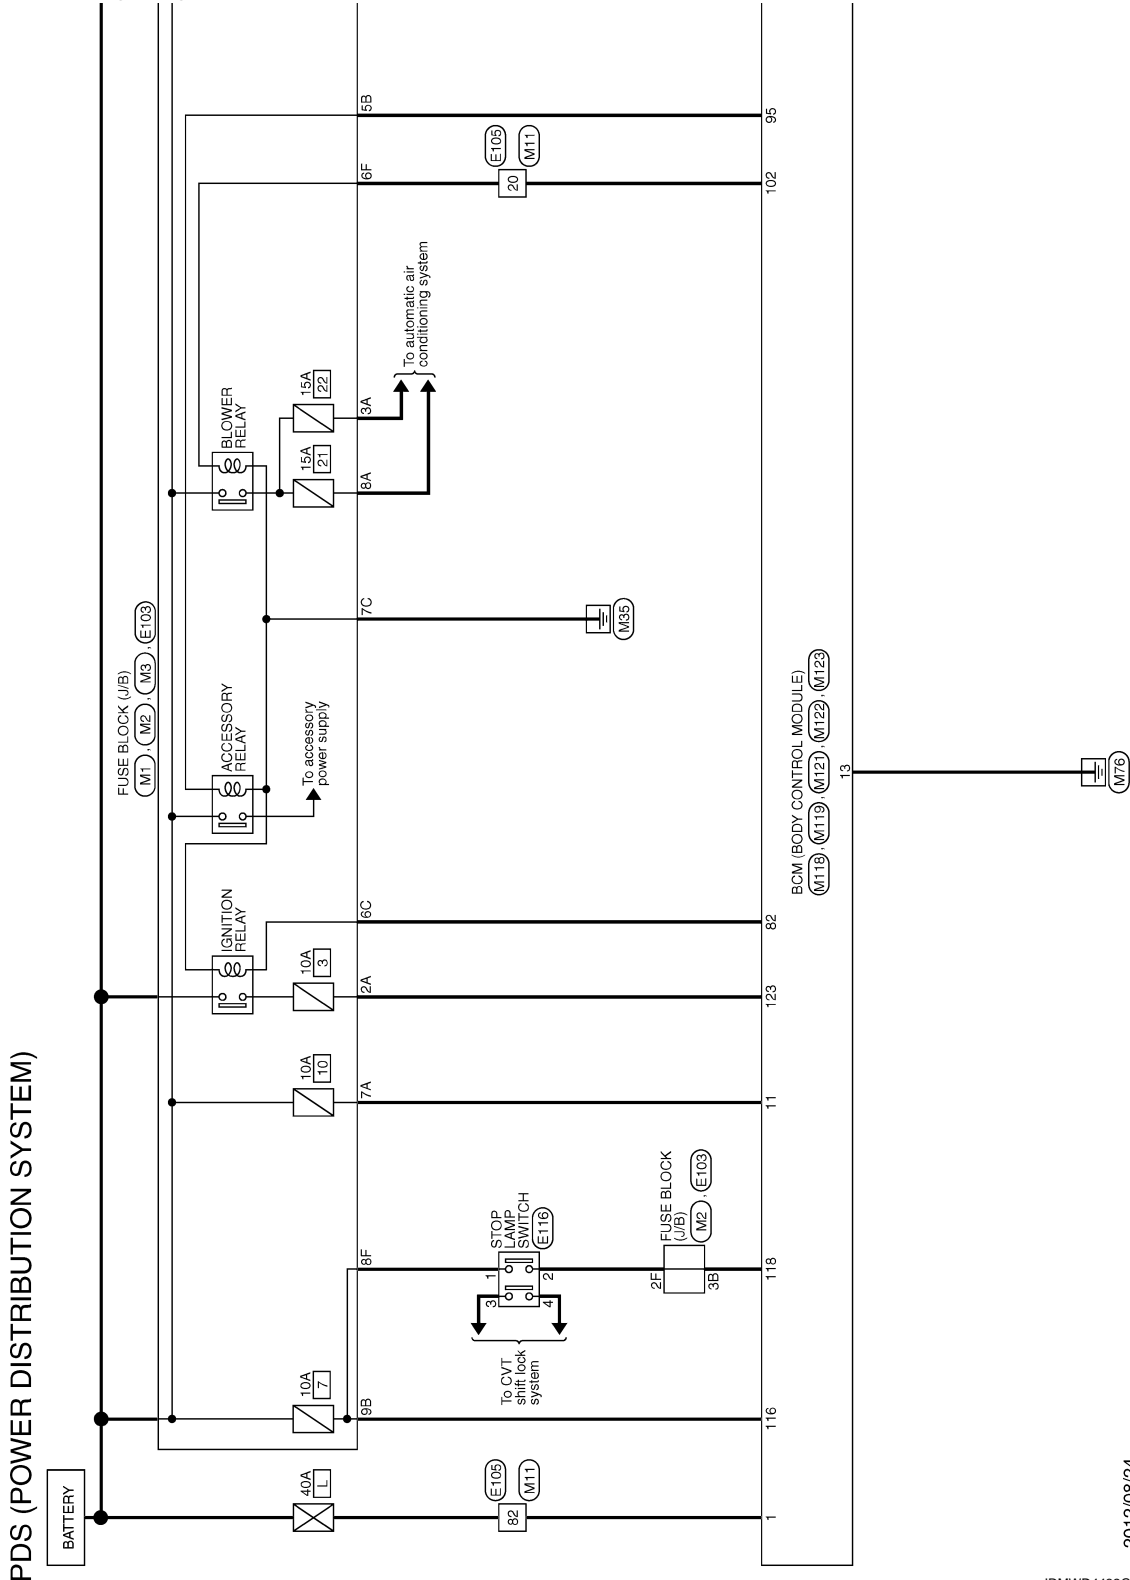 PDS (POWER DISTRIBUTION SYSTEM)
BATTERY
FUSE BLOCK (J/B)
M1 , M2 , M3 , E103
IGNITION
RELAY
ACCESSORY
RELAY
BLOWER
RELAY
To accessory
power supply
40A
L
10A
7
10A
10
10A
3
15A
21
15A
22
9B
8F
7A
2A
6C
7C
8A
3A
6F
5B
To automatic air
conditioning system
E105
M11
82
To CVT
shift lock
system
3
1
4
2
STOP
LAMP
SWITCH
E116
E105
M11
20
M35
FUSE BLOCK
(J/B)
M2 , E103
2F
3B
1
116
118
11
123
82
102
95
BCM (BODY CONTROL MODULE)
M118 , M119 , M121 , M122 , M123
13
M76